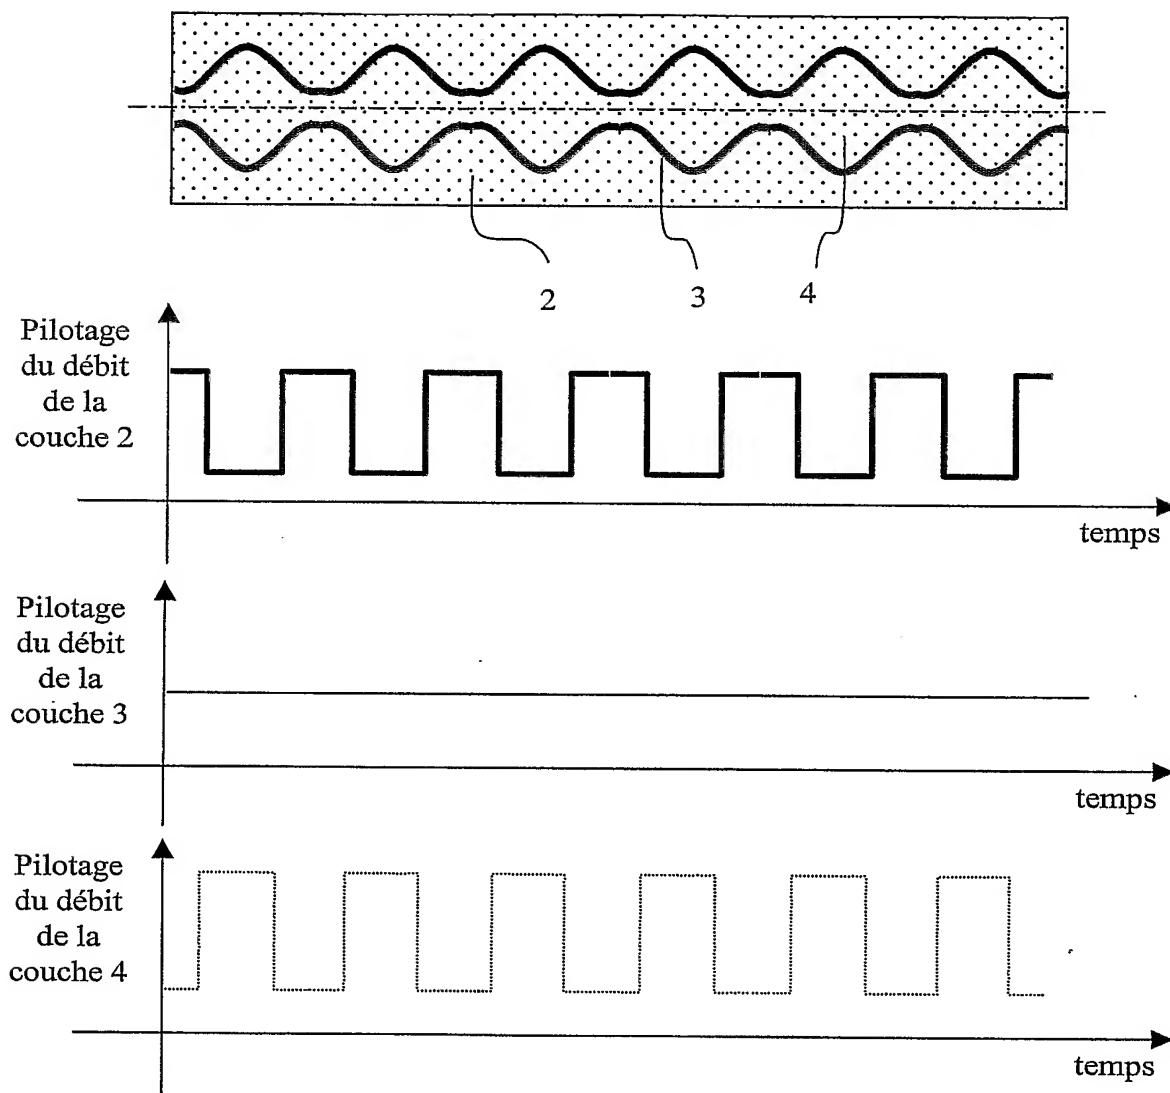 2
3
4
Pilotage
du débit
de la
couche 2
temps
Pilotage
du débit
de la
couche 3
temps
Pilotage
du débit
de la
couche 4
temps